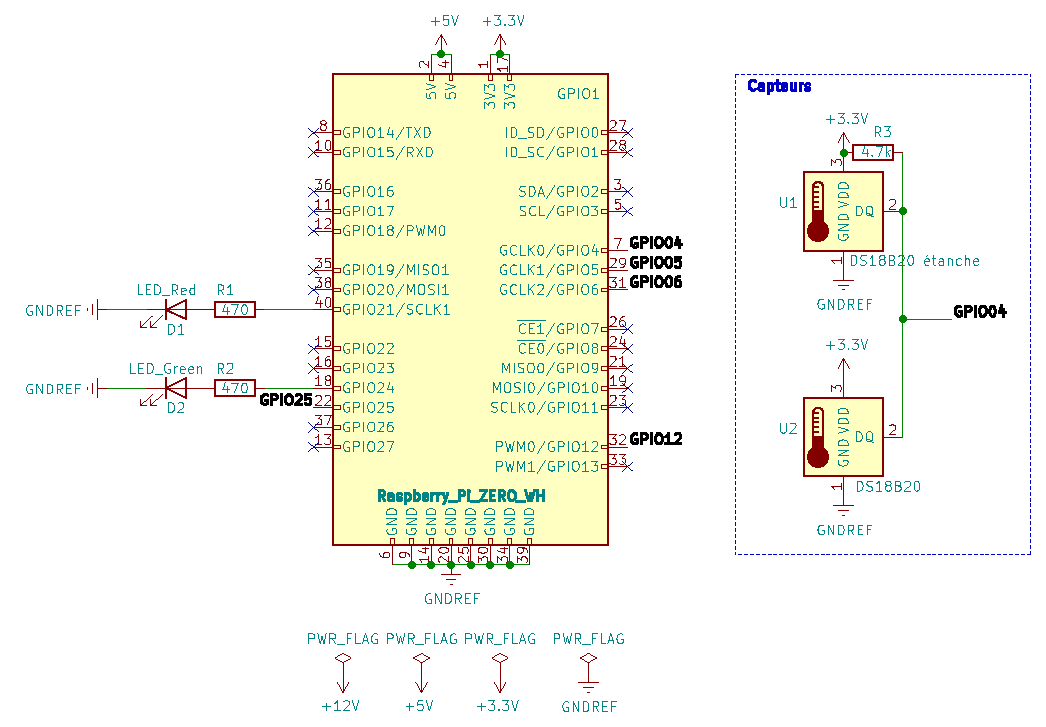 +5V +3.3V
2 4 1 17
5V 5V 3V3 3V3 GPIO1
8 GPIO14/TXD ID_SD/GPIO0 27
10 GPIO15/RXD ID_SC/GPIO1 28
36 GPIO16 SDA/GPIO2 3
11 GPIO17 SCL/GPIO3 5
12 GPIO18/PWM0
GCLK0/GPIO4 7 GPIO04
35 GPIO19/MISO1 GCLK1/GPIO5 29 GPIO05
38 GPIO20/MOSI1 GCLK2/GPIO6 31 GPIO06
LED_Red R1
GNDREF 470 40 GPIO21/SCLK1
D1
CE1/GPIO7 26
15 GPIO22 CE0/GPIO8 24
16 GPIO23 MISO0/GPIO9 21
LED_Green R2
GNDREF 470 18 GPIO24 MOSI0/GPIO10 19
D2
GPIO25 22 GPIO25 SCLK0/GPIO11 23
37 GPIO26
13 GPIO27 PWM0/GPIO12 32 GPIO12
PWM1/GPIO13 33
Raspberry_Pi_ZERO_WH
GND GND GND GND GND GND GND GND
6 9 14 20 25 30 34 39
GNDREF
Capteurs
+3.3V
R3
4.7k
3
U1 VDD
GND DQ 2
1
DS18B20 étanche
GNDREF
GPIO04
+3.3V
3
U2 VDD
GND DQ 2
1
DS18B20
GNDREF
PWR_FLAG PWR_FLAG PWR_FLAG PWR_FLAG
+12V +5V +3.3V GNDREF